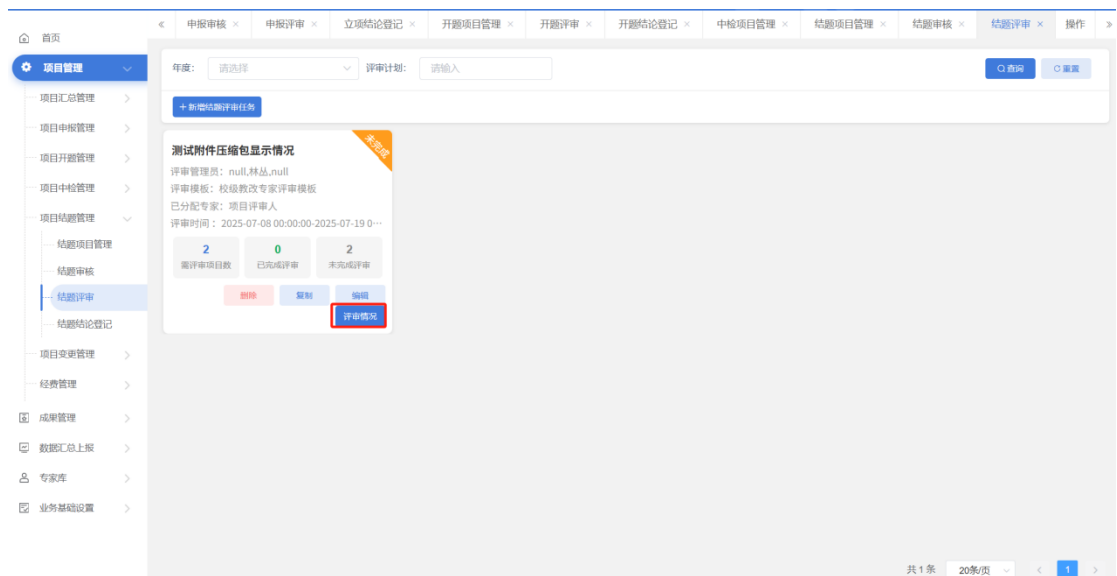 « 申报审核 × 申报评审 × 立项结论登记 × 开题项目管理 × 开题评审 × 开题结论登记 × 中检项目管理 × 结题项目管理 × 结题审核 × 结题评审 × 操作 »
首页
项目管理
项目汇总管理
项目申报管理
项目开题管理
项目中检管理
项目结题管理
结题项目管理
结题审核
结题评审
结题结论登记
项目变更管理
经费管理
成果管理
数据汇总上报
专家库
业务基础设置
年度： 请选择 评审计划： 请输入 查询 重置
+ 新增结题评审任务
测试附件压缩包显示情况 未完成
评审管理员：null,林丛,null
评审模板：校级教改专家评审模板
已分配专家：项目评审人
评审时间 ：2025-07-08 00:00:00-2025-07-19 0…
2 0 2
需评审项目数 已完成评审 未完成评审
删除 复制 编辑
评审情况
共 1 条 20条/页 < 1 >